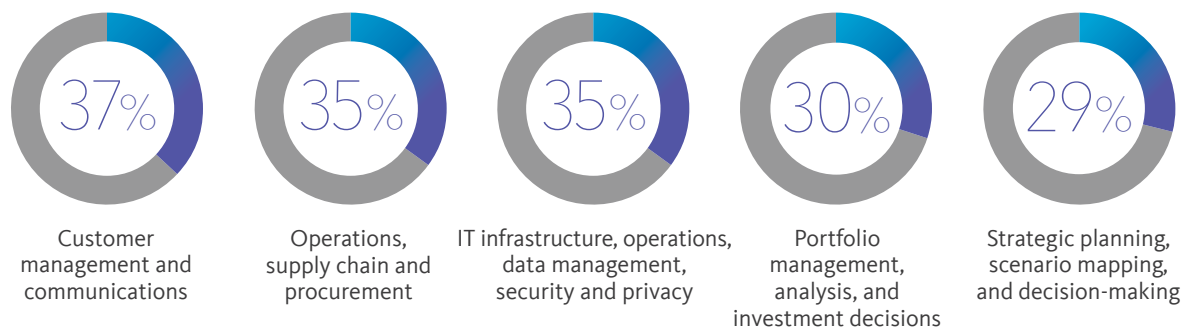 37%
35%
35%
30%
29%
Customer
management and
communications
Operations,
supply chain and
procurement
IT infrastructure, operations,
data management,
security and privacy
Portfolio
management,
analysis, and
investment decisions
Strategic planning,
scenario mapping,
and decision-making